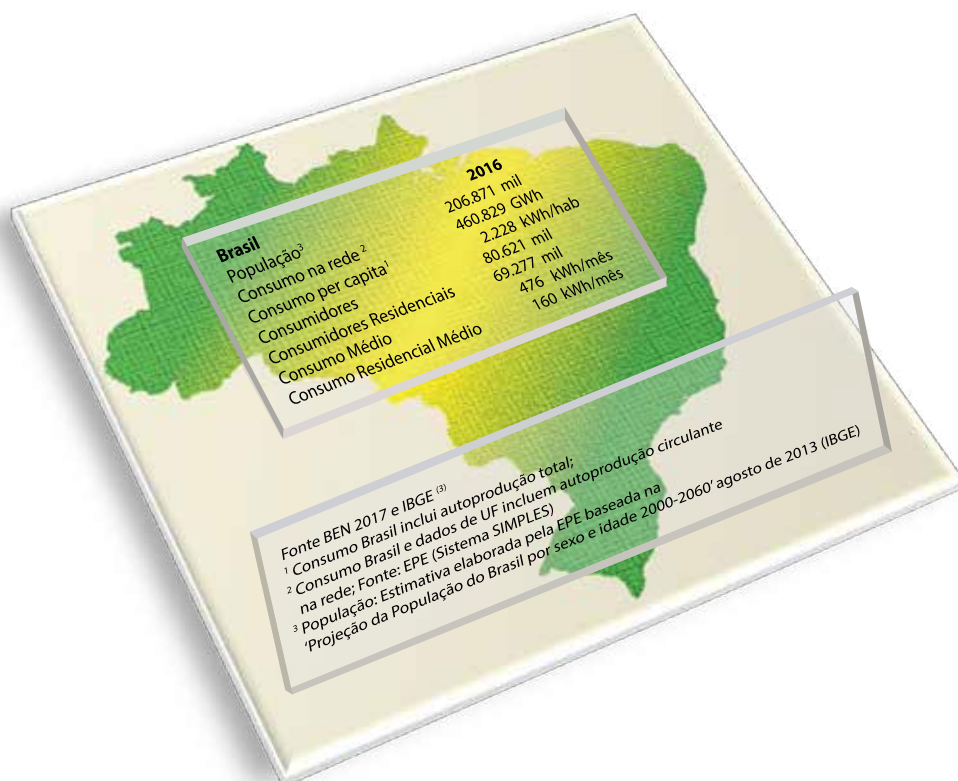 2016
Brasil
População³ 206.871 mil
Consumo na rede ² 460.829 GWh
Consumo per capita¹ 2.228 kWh/hab
Consumidores 80.621 mil
Consumidores Residenciais 69.277 mil
Consumo Médio 476 kWh/mês
Consumo Residencial Médio 160 kWh/mês
Fonte BEN 2017 e IBGE ⁽³⁾
¹ Consumo Brasil inclui autoprodução total;
² Consumo Brasil e dados de UF incluem autoprodução circulante
na rede; Fonte: EPE (Sistema SIMPLES)
³ População: Estimativa elaborada pela EPE baseada na
‘Projeção da População do Brasil por sexo e idade 2000-2060’ agosto de 2013 (IBGE)